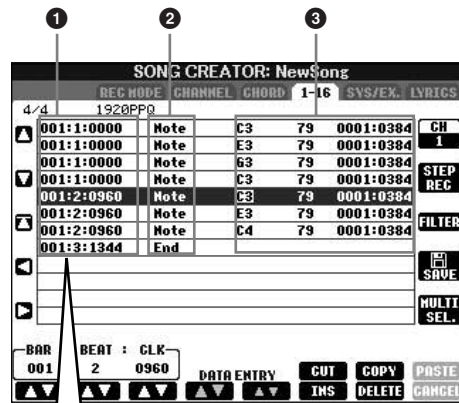 1 2 3
SONG CREATOR: NewSong
REC MODE CHANNEL CHORD 1-16 SYS/EX. LYRICS
4/4 1920PPQ
001:1:0000 Note C3 79 0001:0384
001:1:0000 Note E3 79 0001:0384
001:1:0000 Note G3 79 0001:0384
001:1:0000 Note C3 79 0001:0384
001:2:0960 Note C3 79 0001:0384
001:2:0960 Note E3 79 0001:0384
001:2:0960 Note C4 79 0001:0384
001:3:1344 End
CH
1
STEP
REC
FILTER
SAVE
MULTI
SEL.
BAR BEAT : CLK
001 2 0960
DATA ENTRY
CUT COPY PASTE
INS DELETE CANCEL